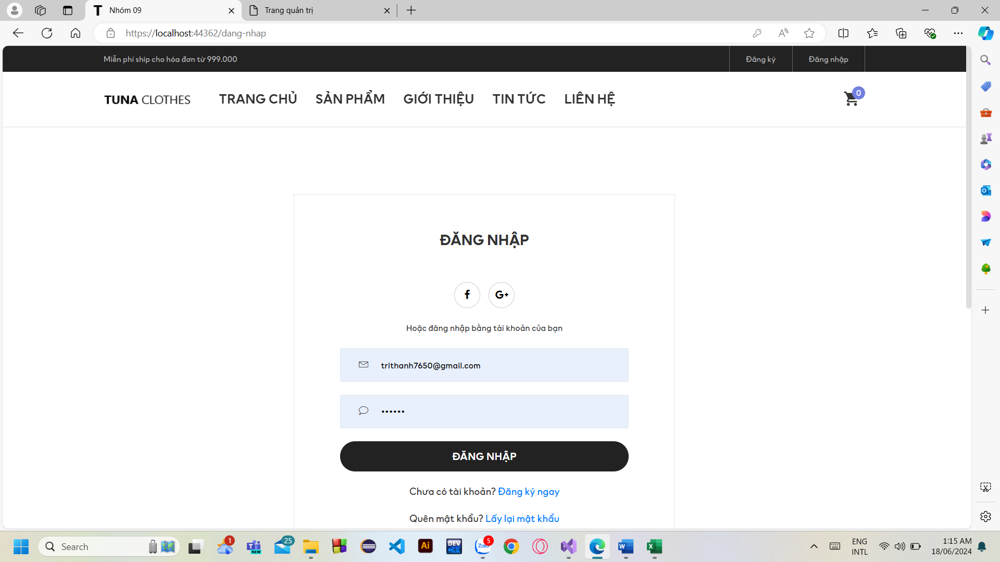 Nhóm 09
Trang quản trị
https://localhost:44362/dang-nhap
Miễn phí ship cho hóa đơn từ 999.000
Đăng ký
Đăng nhập
TUNA CLOTHES
TRANG CHỦ
SẢN PHẨM
GIỚI THIỆU
TIN TỨC
LIÊN HỆ
0
ĐĂNG NHẬP
G+
Hoặc đăng nhập bằng tài khoản của bạn
trithanh7650@gmail.com
••••••
ĐĂNG NHẬP
Chưa có tài khoản? Đăng ký ngay
Quên mật khẩu? Lấy lại mật khẩu
Search
1
NEW
25
Ai
DEV C++
Zalo
5
ENG
INTL
1:15 AM
18/06/2024